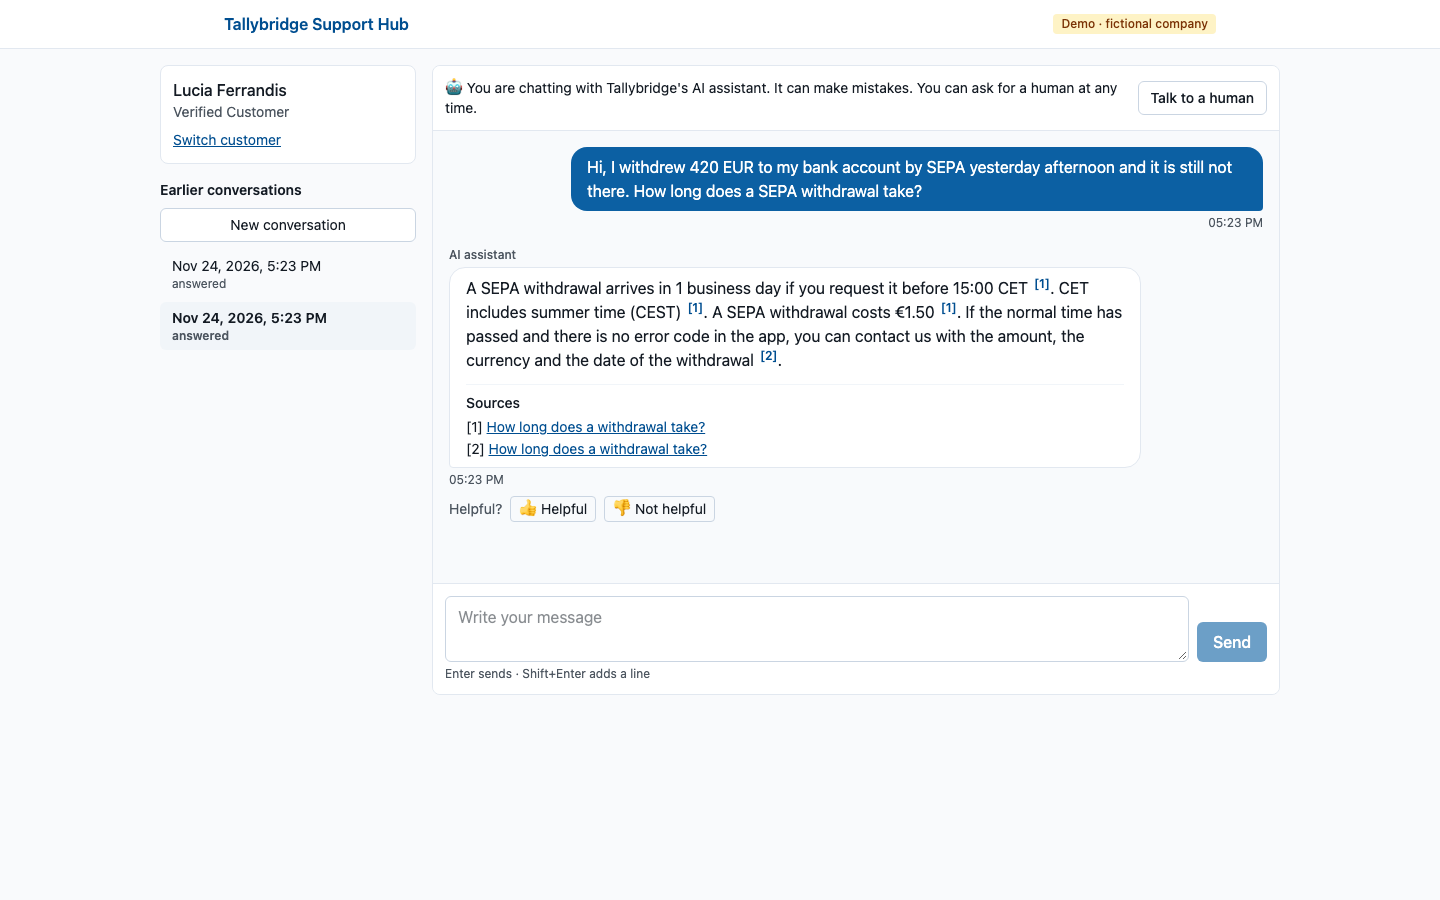 Tallybridge Support Hub
Demo · fictional company
Lucia Ferrandis
Verified Customer
Switch customer
Earlier conversations
New conversation
Nov 24, 2026, 5:23 PM
answered
Nov 24, 2026, 5:23 PM
answered
🤖 You are chatting with Tallybridge's AI assistant. It can make mistakes. You can ask for a human at any
time.
Talk to a human
Hi, I withdrew 420 EUR to my bank account by SEPA yesterday afternoon and it is still not
there. How long does a SEPA withdrawal take?
05:23 PM
AI assistant
A SEPA withdrawal arrives in 1 business day if you request it before 15:00 CET [1]. CET
includes summer time (CEST) [1]. A SEPA withdrawal costs €1.50 [1]. If the normal time has
passed and there is no error code in the app, you can contact us with the amount, the
currency and the date of the withdrawal [2].
Sources
[1] How long does a withdrawal take?
[2] How long does a withdrawal take?
05:23 PM
Helpful? 👍 Helpful 👎 Not helpful
Write your message
Send
Enter sends · Shift+Enter adds a line